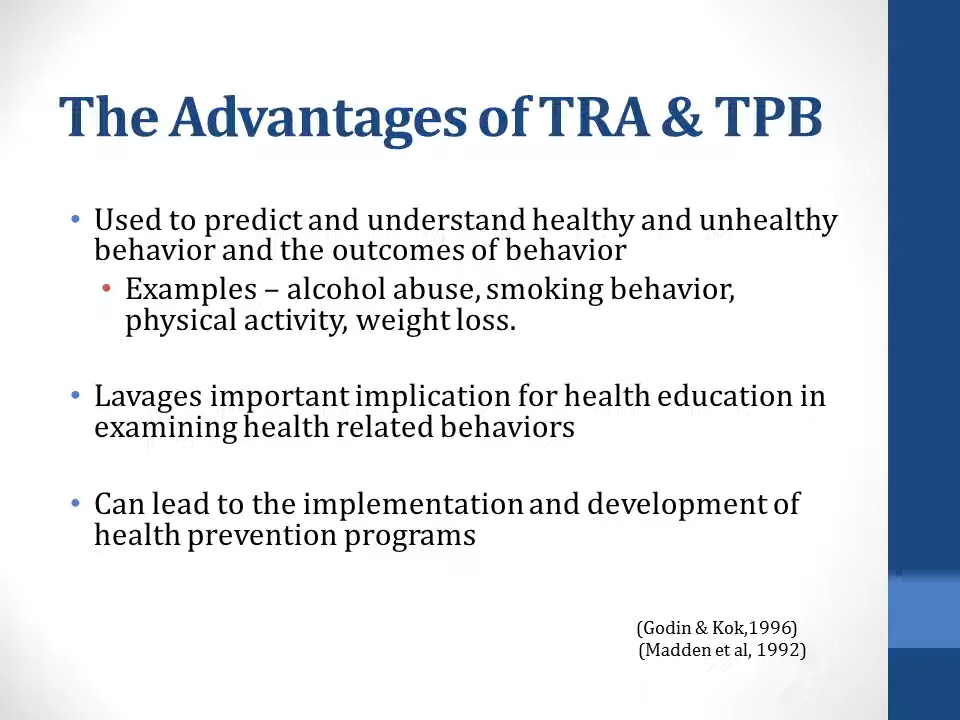 The Advantages of TRA & TPB
• Used to predict and understand healthy and unhealthy
behavior and the outcomes of behavior
• Examples – alcohol abuse, smoking behavior,
physical activity, weight loss.
• Lavages important implication for health education in
examining health related behaviors
• Can lead to the implementation and development of
health prevention programs
(Godin & Kok,1996)
(Madden et al, 1992)